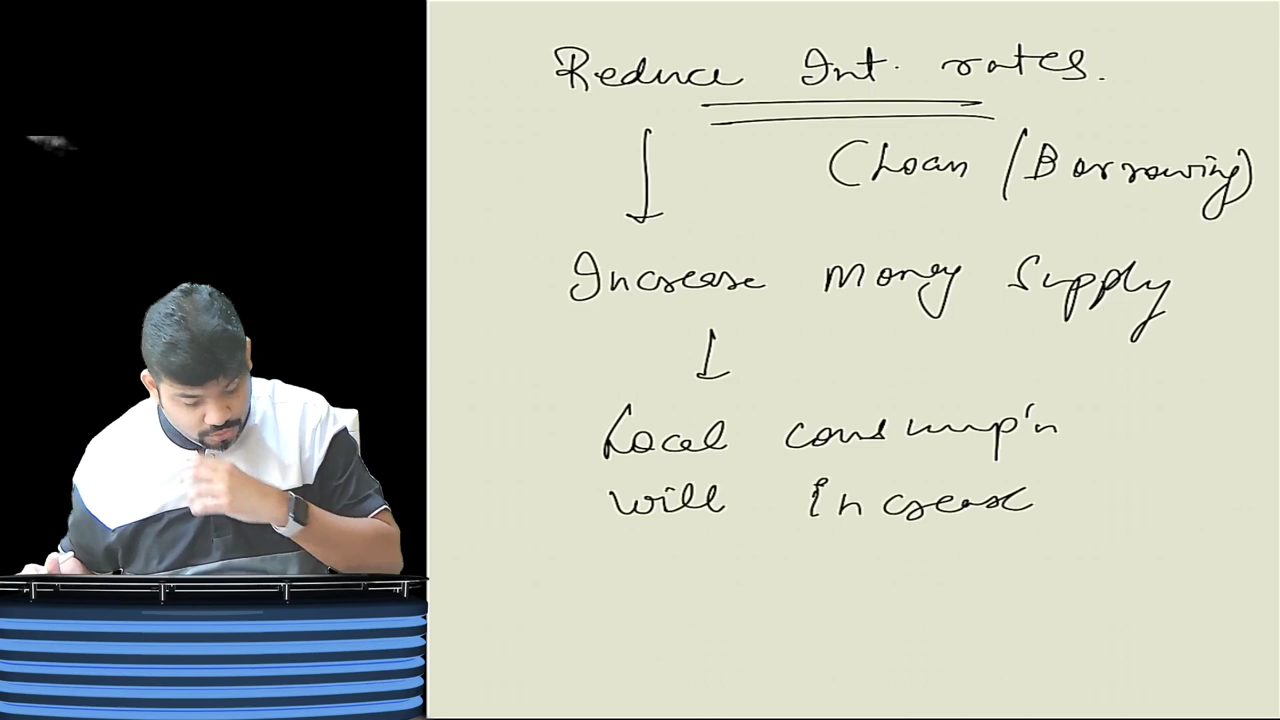 Reduce Int. rates.
(Loan / Borrowing)
Increase Money Supply
Local consump'n
will increase